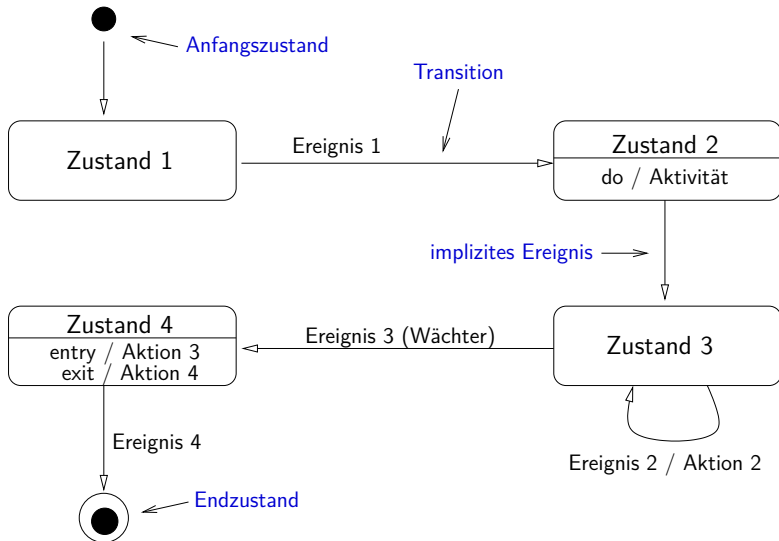 Anfangszustand
Transition
Zustand 1
Ereignis 1
Zustand 2
do / Aktivität
implizites Ereignis
Zustand 4
entry / Aktion 3
exit / Aktion 4
Ereignis 3 (Wächter)
Zustand 3
Ereignis 4
Ereignis 2 / Aktion 2
Endzustand